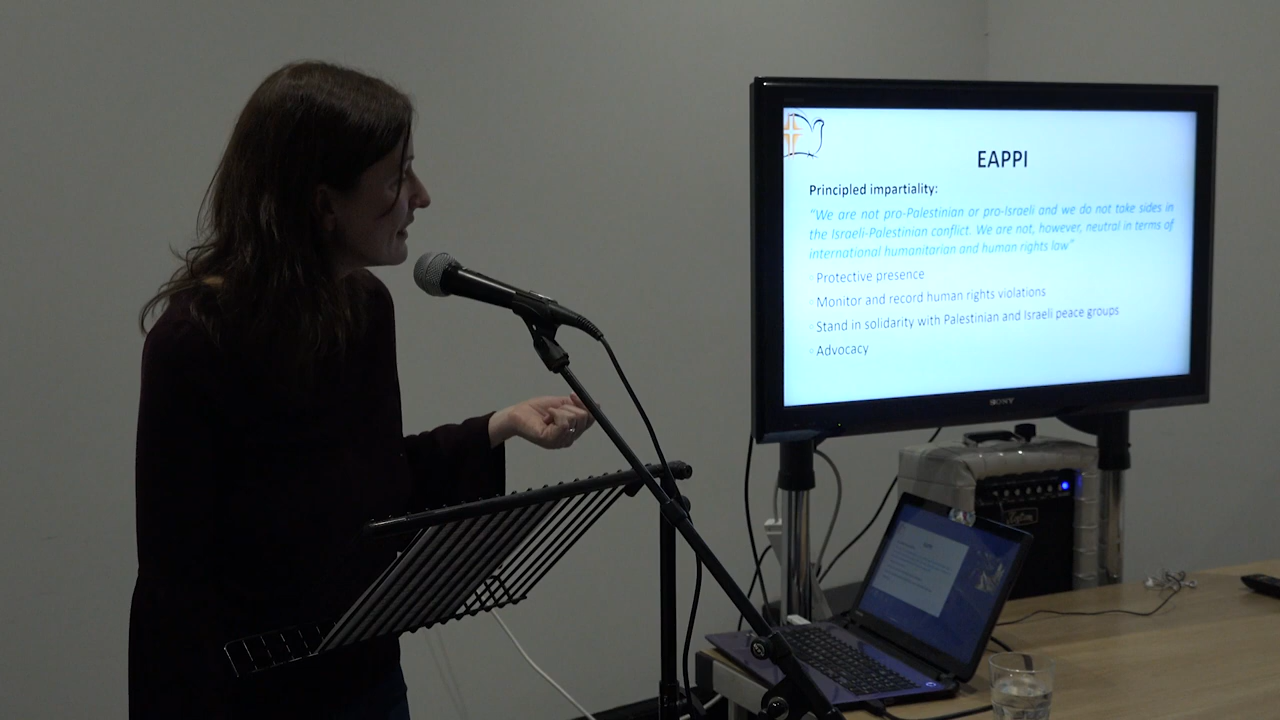 EAPPI
Principled impartiality:
"We are not pro-Palestinian or pro-Israeli and we do not take sides in
the Israeli-Palestinian conflict. We are not, however, neutral in terms of
international humanitarian and human rights law"
Protective presence
Monitor and record human rights violations
Stand in solidarity with Palestinian and Israeli peace groups
Advocacy
SONY